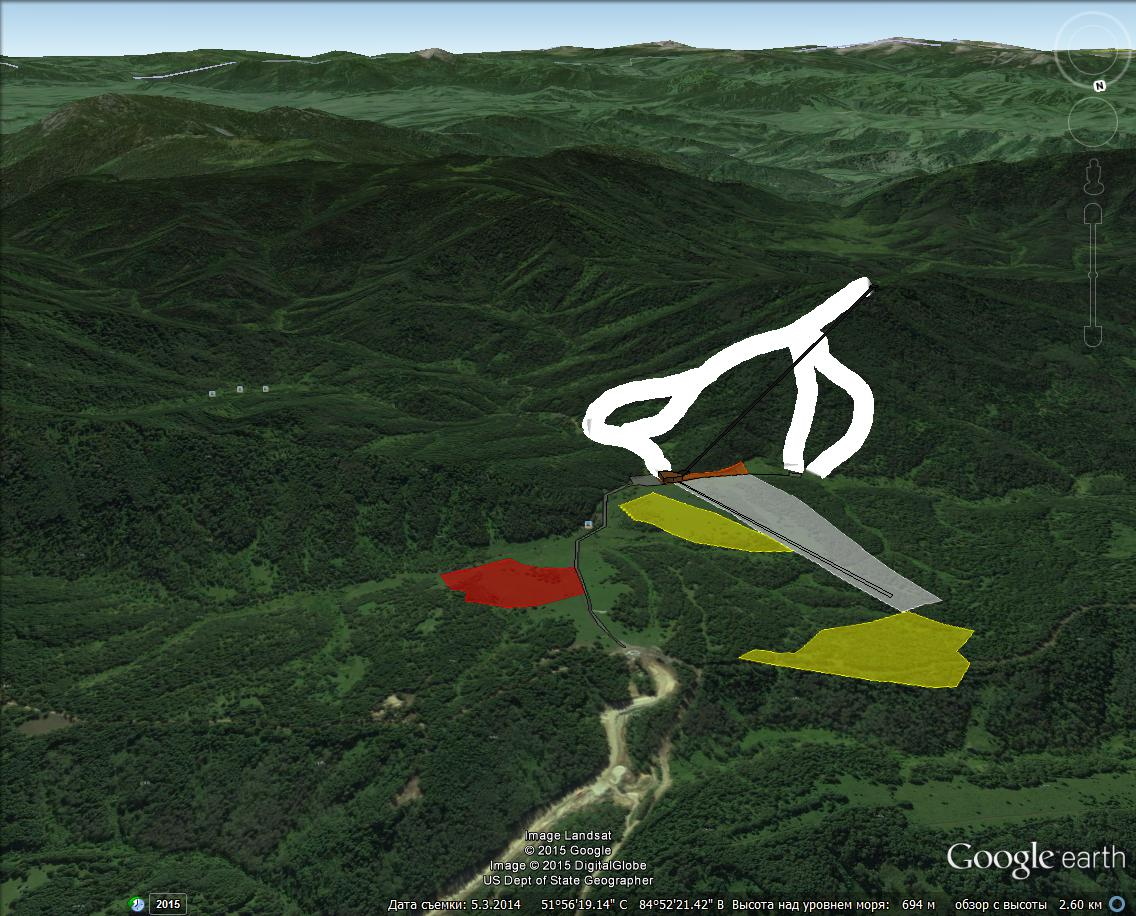 N
Image Landsat
© 2015 Google
Image © 2015 DigitalGlobe
US Dept of State Geographer
Google earth
2015
Дата съемки: 5.3.2014 51°56'19.14" С 84°52'21.42" В Высота над уровнем моря: 694 м обзор с высоты 2.60 км